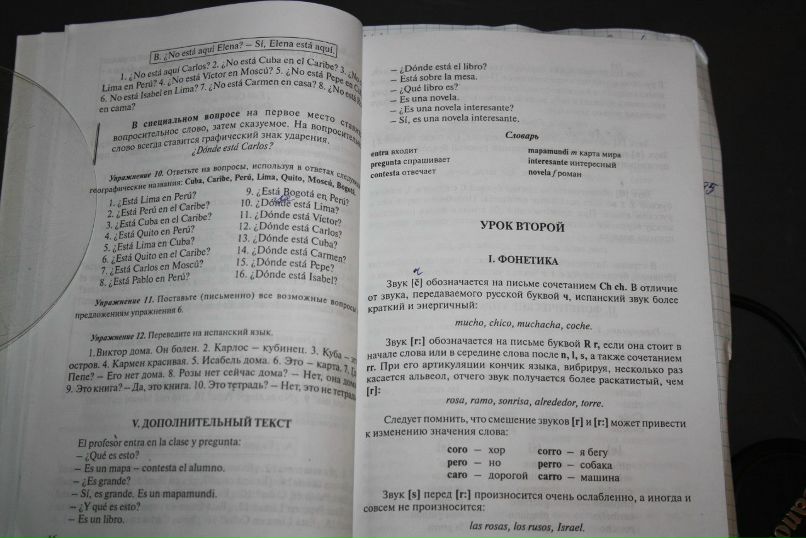 B. ¿No está aquí Elena? – Sí, Elena está aquí.
1. ¿No está aquí Carlos? 2. ¿No está Cuba en el Caribe? 3. ¿No
Lima en Perú? 4. ¿No está Víctor en Moscú? 5. ¿No está Pepe en
6. No está Isabel en Lima? 7. ¿No está Carmen en casa? 8. ¿No está
en cama?
В специальном вопросе на первое место
вопросительное слово, затем сказуемое. На
слово всегда ставится графический знак ударения.
¿Dónde está Carlos?
Упражнение 10. Ответьте на вопросы, используя в ответах
географические названия: Cuba, Caribe, Perú, Lima, Quito, Moscú, Bogotá.
1. ¿Está Lima en Perú?
2. ¿Está Perú en el Caribe?
3. ¿Está Cuba en el Caribe?
4. ¿Está Quito en Perú?
5. ¿Está Lima en Cuba?
6. ¿Está Quito en el Caribe?
7. ¿Está Carlos en Moscú?
8. ¿Está Pablo en Perú?
9. ¿Está Bogotá en Perú?
10. ¿Dónde está Lima?
11. ¿Dónde está Víctor?
12. ¿Dónde está Carlos?
13. ¿Dónde está Cuba?
14. ¿Dónde está Carmen?
15. ¿Dónde está Pepe?
16. ¿Dónde está Isabel?
Упражнение 11. Поставьте (письменно) все возможные вопросы
предложениям упражнения 6.
Упражнение 12. Переведите на испанский язык.
1.Виктор дома. Он болен. 2. Карлос – кубинец. 3. Куба –
остров. 4. Кармен красивая. 5. Исабель дома. 6. Это – карта. 7.
Пепе? – Его нет дома. 8. Розы нет сейчас дома? – Нет, она дома
9. Это книга? – Да, это книга. 10. Это тетрадь? – Нет, это не тетрадь
V. ДОПОЛНИТЕЛЬНЫЙ ТЕКСТ
El profesor entra en la clase y pregunta:
– ¿Qué es esto?
– Es un mapa – contesta el alumno.
– ¿Es grande?
– Sí, es grande. Es un mapamundi.
– ¿Y qué es esto?
– Es un libro.
– ¿Dónde está el libro?
– Está sobre la mesa.
– ¿Qué libro es?
– Es una novela.
– ¿Es una novela interesante?
– Sí, es una novela interesante.
Словарь
entra входит
pregunta спрашивает
contesta отвечает
mapamundi m карта мира
interesante интересный
novela f роман
УРОК ВТОРОЙ
I. ФОНЕТИКА
Звук [č] обозначается на письме сочетанием Ch ch. В отличие
от звука, передаваемого русской буквой ч, испанский звук более
краткий и энергичный:
mucho, chico, muchacha, coche.
Звук [r:] обозначается на письме буквой R r, если она стоит в
начале слова или в середине слова после n, l, s, а также сочетанием
rr. При его артикуляции кончик языка, вибрируя, несколько раз
касается альвеол, отчего звук получается более раскатистый, чем
[r]:
rosa, ramo, sonrisa, alrededor, torre.
Следует помнить, что смешение звуков [r] и [r:] может привести
к изменению значения слова:
coro – хор corro – я бегу
pero – но perro – собака
caro – дорогой carro – машина
Звук [s] перед [r:] произносится очень ослабленно, а иногда и
совсем не произносится:
las rosas, los rusos, Israel.